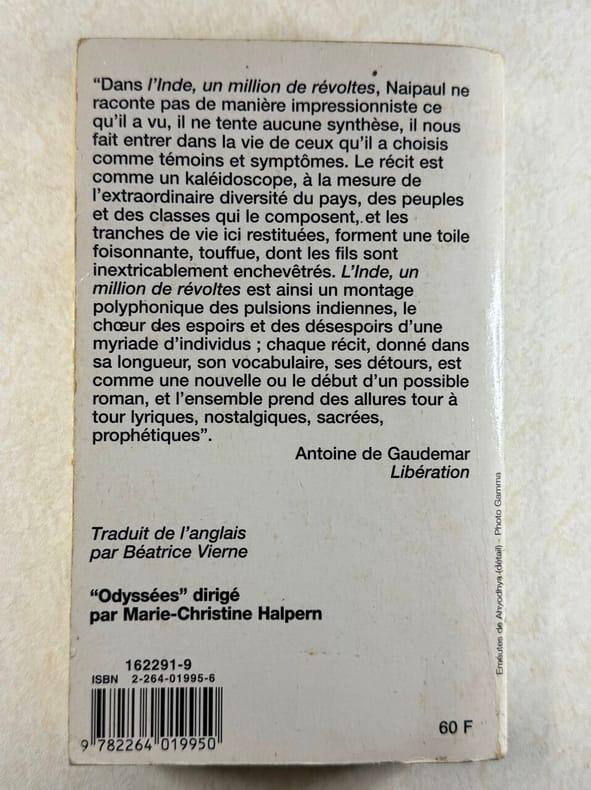 “Dans l’Inde, un million de révoltes, Naipaul ne
raconte pas de manière impressionniste ce
qu’il a vu, il ne tente aucune synthèse, il nous
fait entrer dans la vie de ceux qu’il a choisis
comme témoins et symptômes. Le récit est
comme un kaléidoscope, à la mesure de
l’extraordinaire diversité du pays, des peuples
et des classes qui le composent, et les
tranches de vie ici restituées, forment une toile
foisonnante, touffue, dont les fils sont
inextricablement enchevêtrés. L’Inde, un
million de révoltes est ainsi un montage
polyphonique des pulsions indiennes, le
chœur des espoirs et des désespoirs d’une
myriade d’individus ; chaque récit, donné dans
sa longueur, son vocabulaire, ses détours, est
comme une nouvelle ou le début d’un possible
roman, et l’ensemble prend des allures tour à
tour lyriques, nostalgiques, sacrées,
prophétiques”.
Antoine de Gaudemar
Libération
Traduit de l’anglais
par Béatrice Vierne
“Odyssées” dirigé
par Marie-Christine Halpern
162291-9
ISBN 2-264-01995-6
9 782264 019950
60 F
Emeutes de Ahyodhya (détail) - Photo Gamma